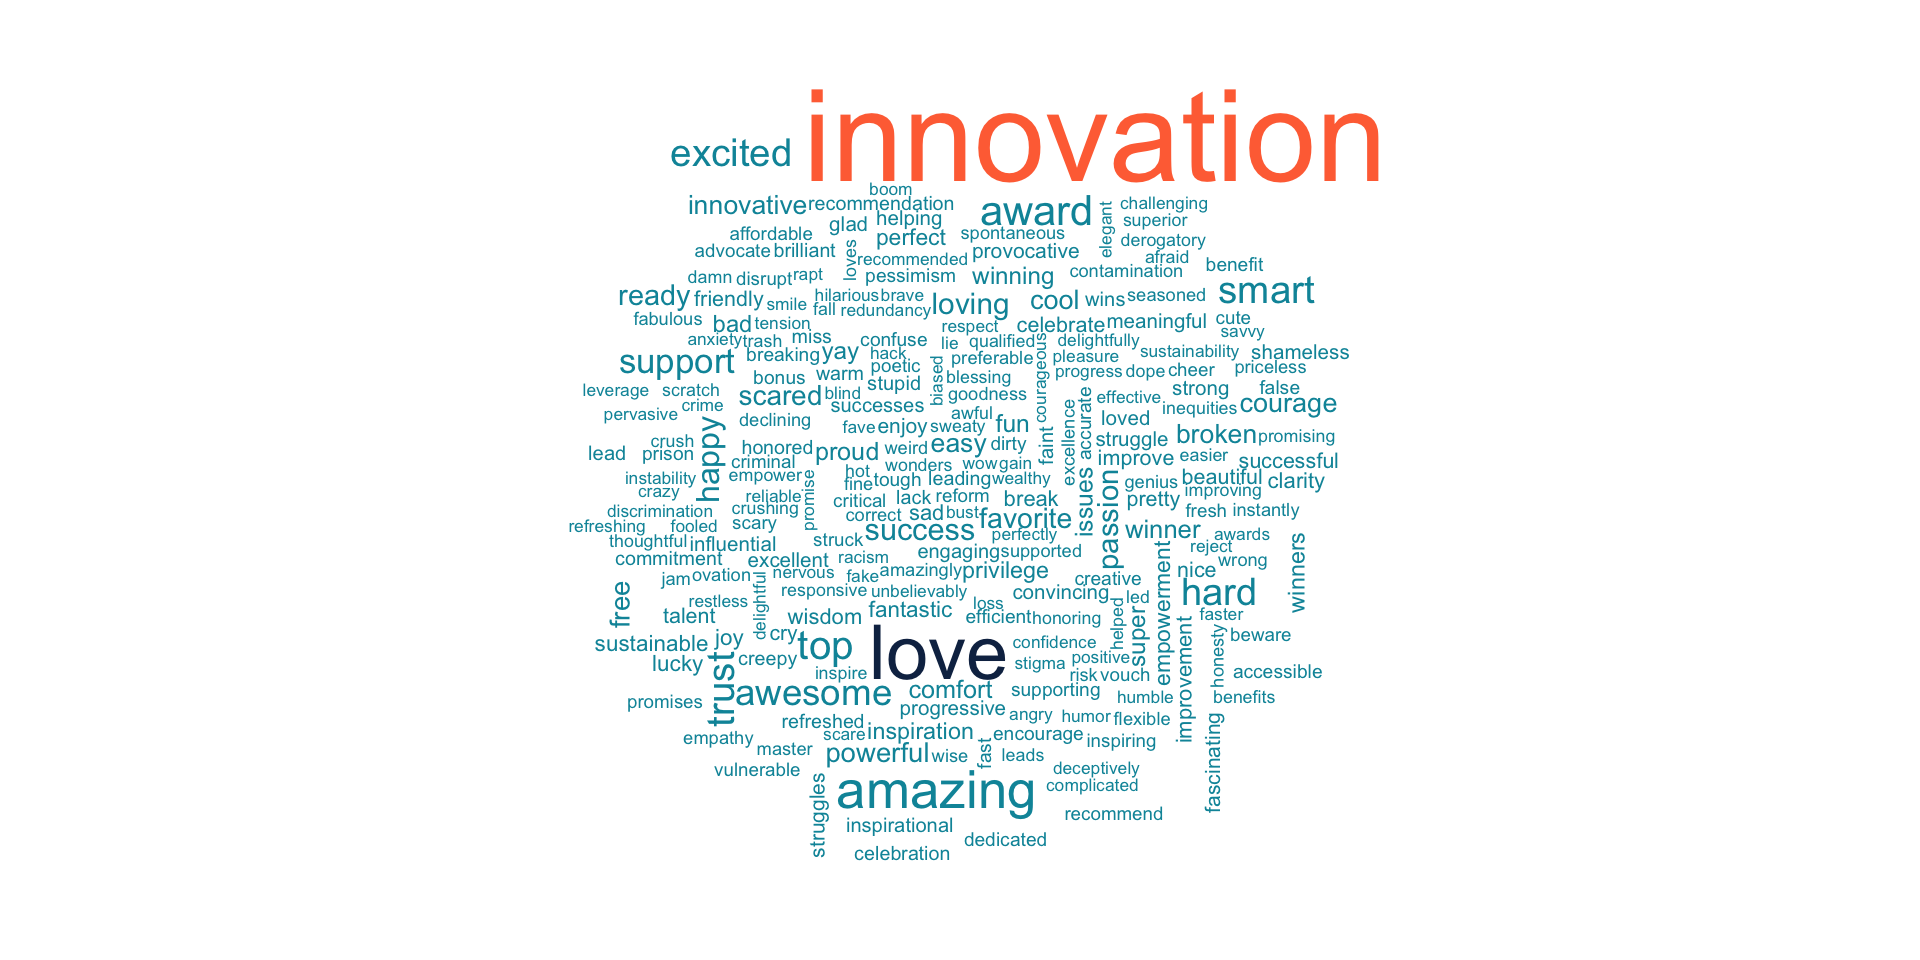 innovation
excited
boom
innovative
recommendation
award
challenging
glad
helping
elegant
superior
affordable
perfect
spontaneous
derogatory
advocate
brilliant
loves
recommended
provocative
afraid
damn
disrupt
rapt
pessimism
winning
contamination
benefit
ready
friendly
smile
hilarious
brave
loving
cool
wins
seasoned
smart
fall
redundancy
fabulous
bad
tension
respect
celebrate
meaningful
cute
savvy
anxiety
trash
miss
confuse
lie
qualified
delightfully
support
breaking
yay
hack
preferable
courageous
pleasure
sustainability
shameless
bonus
warm
poetic
biased
blessing
progress
dope
cheer
priceless
leverage
scratch
scared
blind
stupid
goodness
effective
strong
false
pervasive
crime
successes
awful
accurate
inequities
courage
declining
fave
enjoy
sweaty
fun
excellence
loved
crush
happy
honored
proud
weird
easy
dirty
faint
struggle
broken
promising
lead
prison
criminal
hot
wonders
wow
gain
improve
easier
successful
instability
empower
fine
tough
leading
wealthy
issues
passion
genius
beautiful
clarity
crazy
reliable
promise
critical
lack
reform
break
pretty
improving
discrimination
crushing
correct
sad
bust
favorite
fresh
instantly
refreshing
fooled
scary
success
perfectly
winner
awards
thoughtful
influential
struck
engaging
supported
reject
winners
commitment
excellent
racism
wrong
jam
ovation
nervous
fake
amazingly
privilege
creative
empowerment
nice
free
restless
delightful
responsive
unbelievably
convincing
led
hard
talent
wisdom
fantastic
loss
efficient
honoring
helped
super
faster
sustainable
joy
cry
top
love
confidence
improvement
honesty
beware
lucky
trust
creepy
inspire
stigma
positive
accessible
awesome
comfort
supporting
risk
vouch
promises
progressive
humble
benefits
refreshed
angry
humor
flexible
empathy
scare
inspiration
encourage
inspiring
fascinating
master
powerful
wise
fast
leads
vulnerable
deceptively
struggles
amazing
complicated
recommend
inspirational
dedicated
celebration